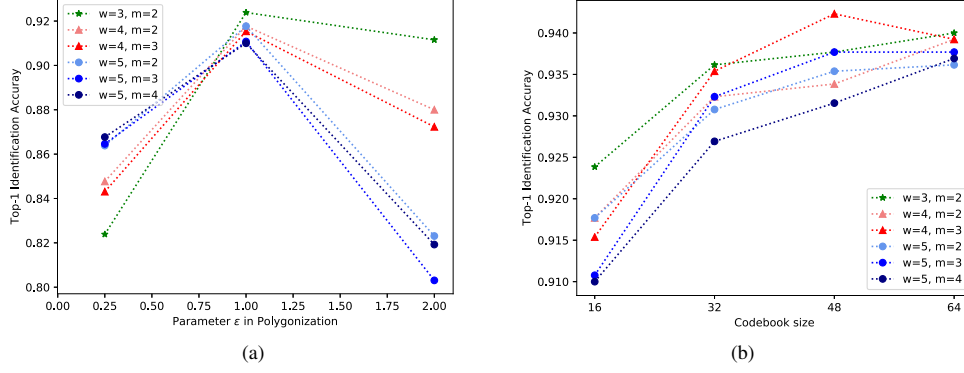 0.92
0.90
0.88
0.86
0.84
0.82
0.80
Top-1 Identification Accuray
w=3, m=2
w=4, m=2
w=4, m=3
w=5, m=2
w=5, m=3
w=5, m=4
0.00 0.25 0.50 0.75 1.00 1.25 1.50 1.75 2.00
Parameter ε in Polygonization
(a)
0.940
0.935
0.930
0.925
0.920
0.915
0.910
Top-1 Identification Accuray
w=3, m=2
w=4, m=2
w=4, m=3
w=5, m=2
w=5, m=3
w=5, m=4
16 32 48 64
Codebook size
(b)